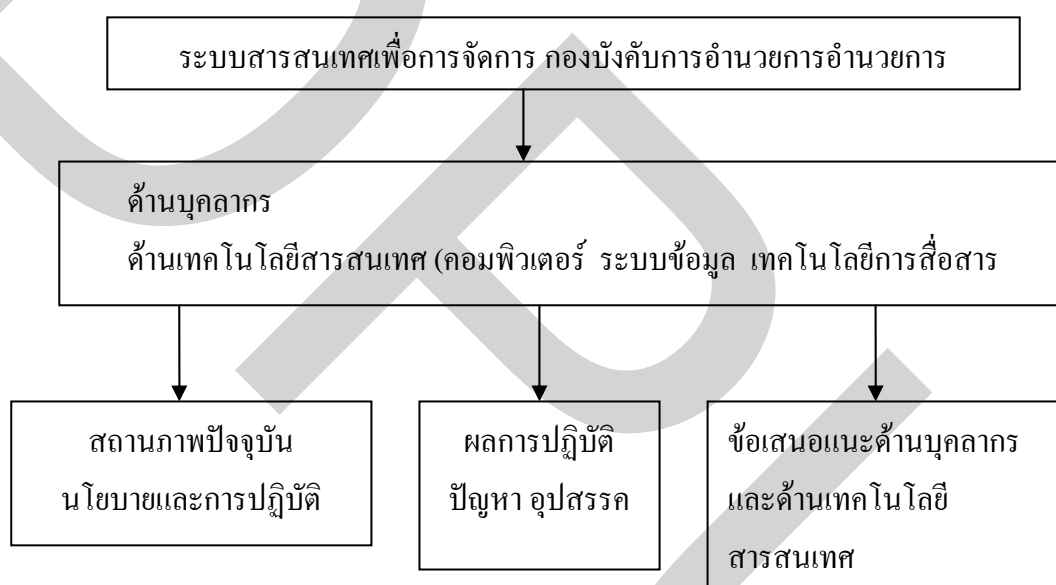 ระบบสารสนเทศเพื่อการจัดการ กองบังคับการอำนวยการอำนวยการ
ด้านบุคลากร
ด้านเทคโนโลยีสารสนเทศ (คอมพิวเตอร์ ระบบข้อมูล เทคโนโลยีการสื่อสาร
สถานภาพปัจจุบัน
นโยบายและการปฏิบัติ
ผลการปฏิบัติ
ปัญหา อุปสรรค
ข้อเสนอแนะด้านบุคลากร
และด้านเทคโนโลยี
สารสนเทศ